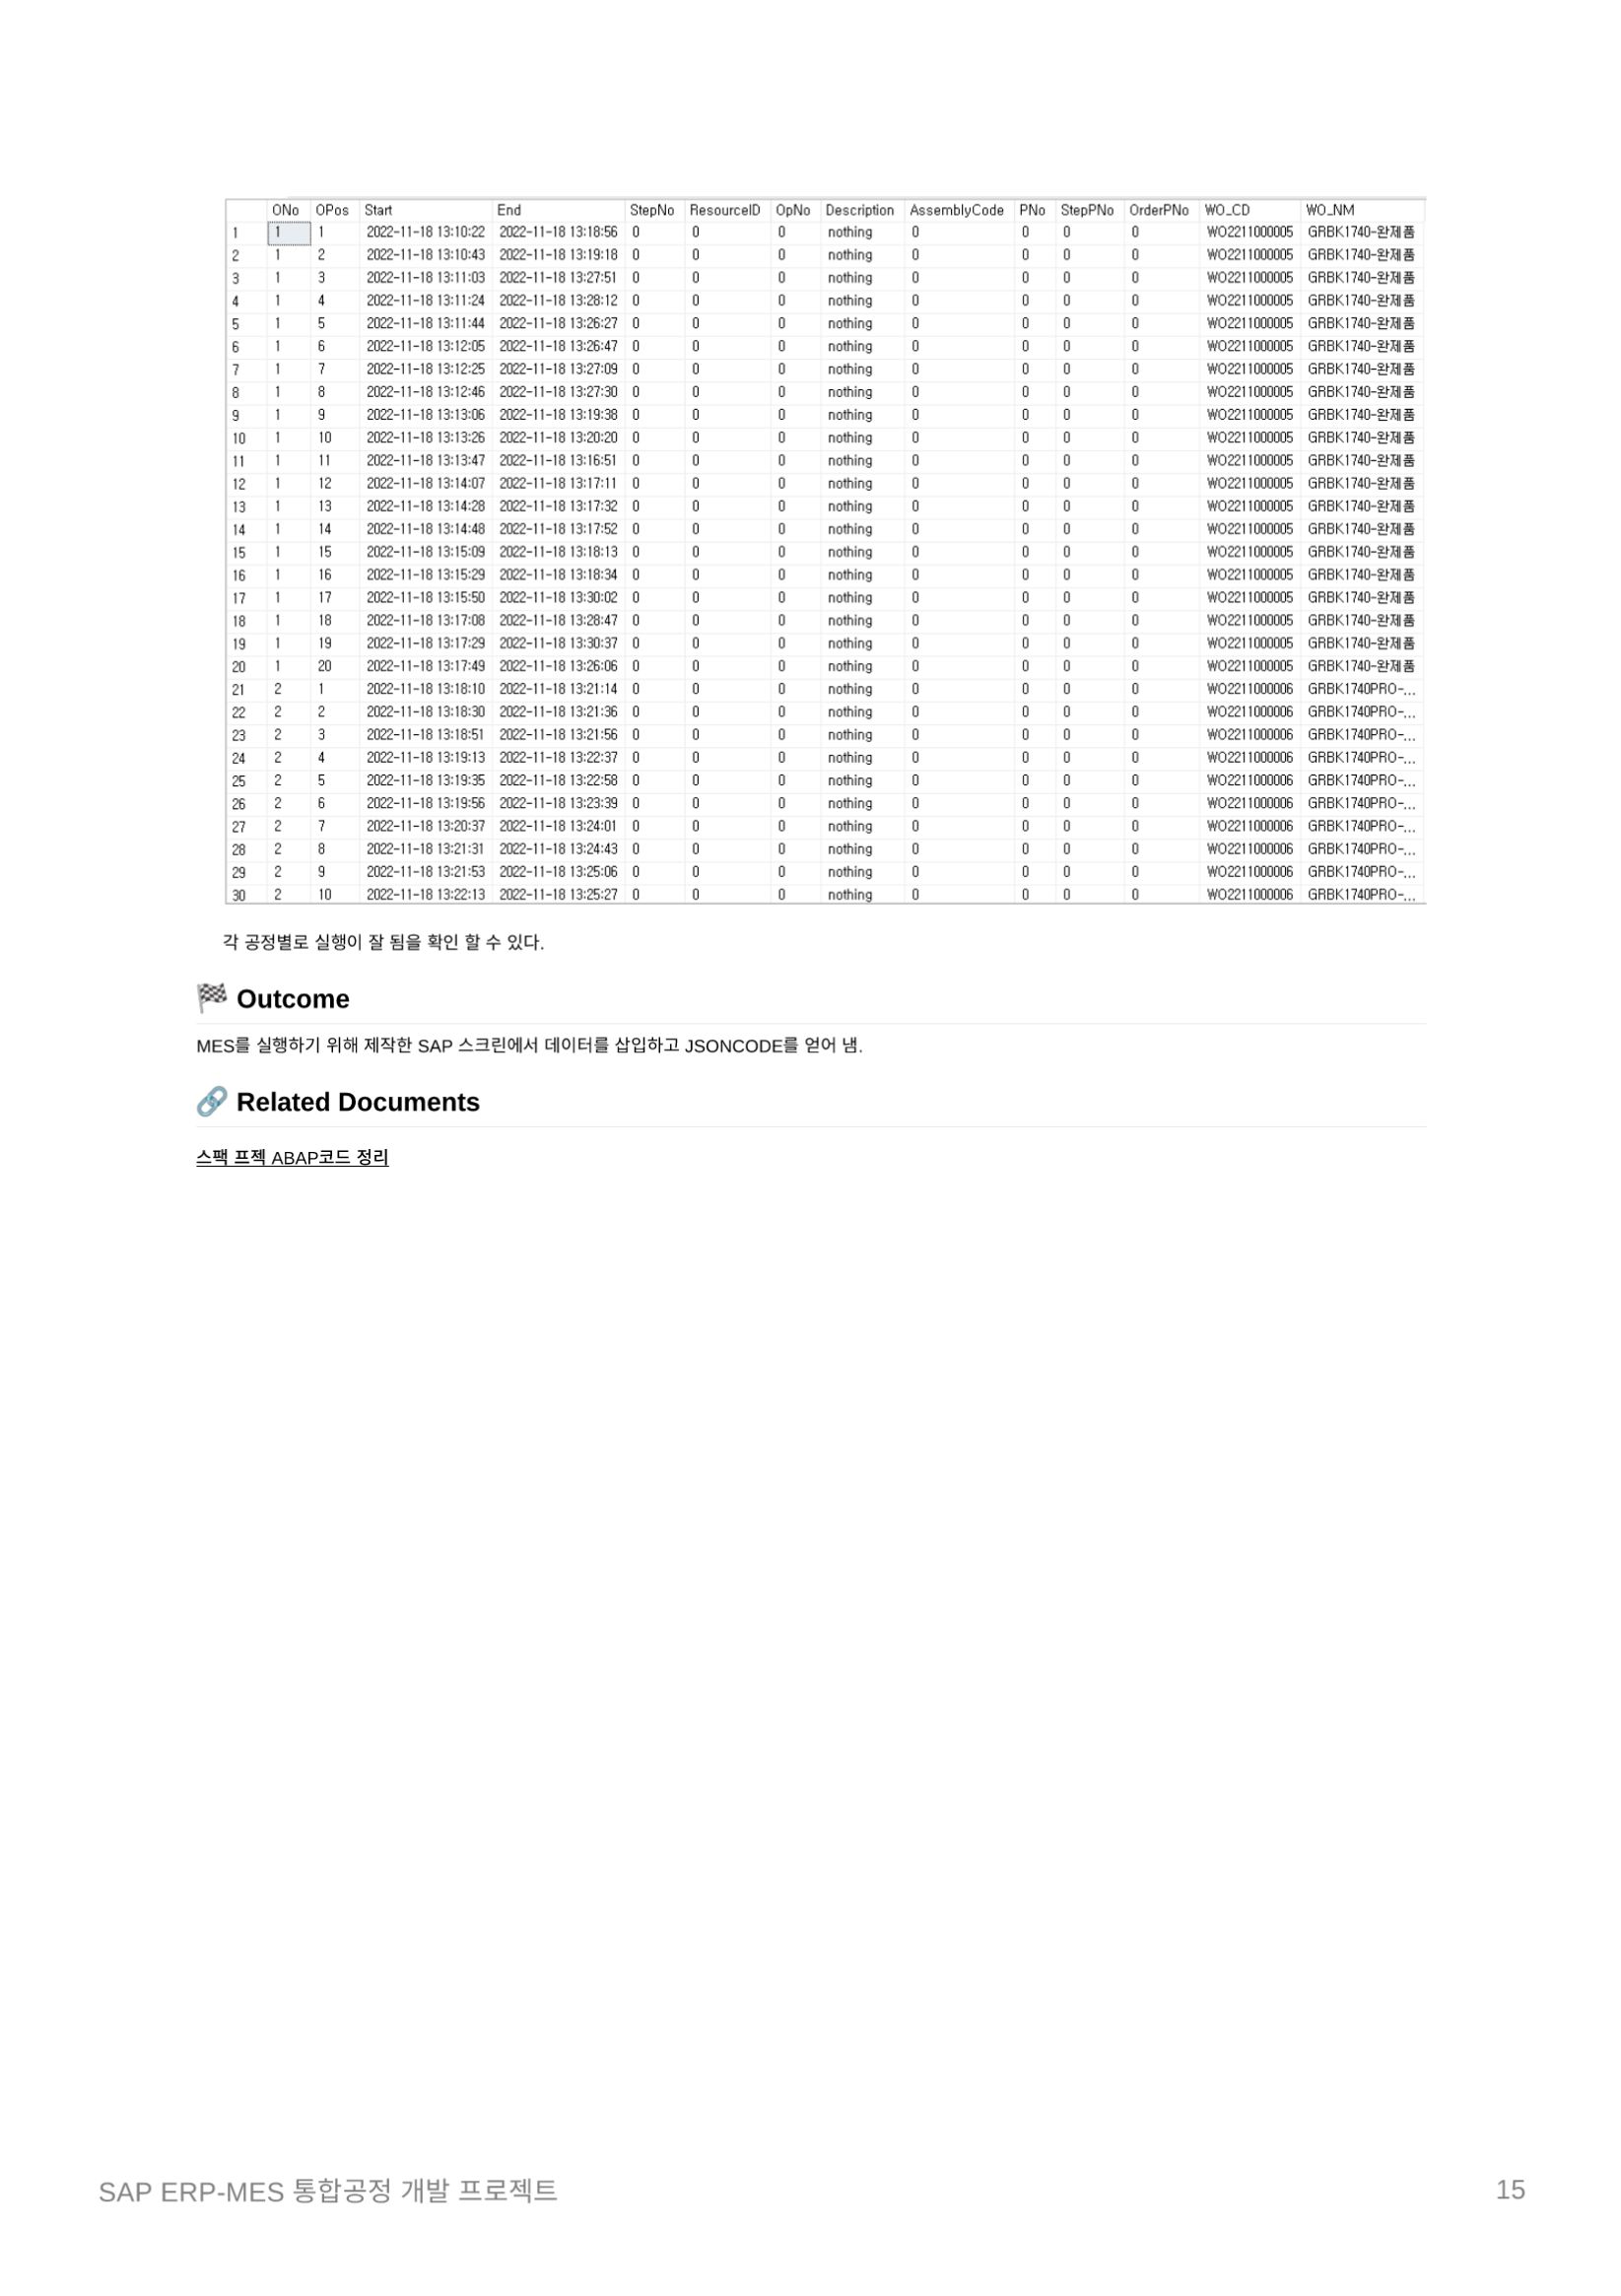 ONo OPos Start End StepNo ResourceID OpNo Description AssemblyCode PNo StepPNo OrderPNo WO_CD WO_NM
1 1 1 2022-11-18 13:10:22 2022-11-18 13:18:56 0 0 0 nothing 0 0 0 0 WO2211000005 GRBK1740-완제품
2 1 2 2022-11-18 13:10:43 2022-11-18 13:19:18 0 0 0 nothing 0 0 0 0 WO2211000005 GRBK1740-완제품
3 1 3 2022-11-18 13:11:03 2022-11-18 13:27:51 0 0 0 nothing 0 0 0 0 WO2211000005 GRBK1740-완제품
4 1 4 2022-11-18 13:11:24 2022-11-18 13:28:12 0 0 0 nothing 0 0 0 0 WO2211000005 GRBK1740-완제품
5 1 5 2022-11-18 13:11:44 2022-11-18 13:26:27 0 0 0 nothing 0 0 0 0 WO2211000005 GRBK1740-완제품
6 1 6 2022-11-18 13:12:05 2022-11-18 13:26:47 0 0 0 nothing 0 0 0 0 WO2211000005 GRBK1740-완제품
7 1 7 2022-11-18 13:12:25 2022-11-18 13:27:09 0 0 0 nothing 0 0 0 0 WO2211000005 GRBK1740-완제품
8 1 8 2022-11-18 13:12:46 2022-11-18 13:27:30 0 0 0 nothing 0 0 0 0 WO2211000005 GRBK1740-완제품
9 1 9 2022-11-18 13:13:06 2022-11-18 13:19:38 0 0 0 nothing 0 0 0 0 WO2211000005 GRBK1740-완제품
10 1 10 2022-11-18 13:13:26 2022-11-18 13:20:20 0 0 0 nothing 0 0 0 0 WO2211000005 GRBK1740-완제품
11 1 11 2022-11-18 13:13:47 2022-11-18 13:16:51 0 0 0 nothing 0 0 0 0 WO2211000005 GRBK1740-완제품
12 1 12 2022-11-18 13:14:07 2022-11-18 13:17:11 0 0 0 nothing 0 0 0 0 WO2211000005 GRBK1740-완제품
13 1 13 2022-11-18 13:14:28 2022-11-18 13:17:32 0 0 0 nothing 0 0 0 0 WO2211000005 GRBK1740-완제품
14 1 14 2022-11-18 13:14:48 2022-11-18 13:17:52 0 0 0 nothing 0 0 0 0 WO2211000005 GRBK1740-완제품
15 1 15 2022-11-18 13:15:09 2022-11-18 13:18:13 0 0 0 nothing 0 0 0 0 WO2211000005 GRBK1740-완제품
16 1 16 2022-11-18 13:15:29 2022-11-18 13:18:34 0 0 0 nothing 0 0 0 0 WO2211000005 GRBK1740-완제품
17 1 17 2022-11-18 13:15:50 2022-11-18 13:30:02 0 0 0 nothing 0 0 0 0 WO2211000005 GRBK1740-완제품
18 1 18 2022-11-18 13:17:08 2022-11-18 13:28:47 0 0 0 nothing 0 0 0 0 WO2211000005 GRBK1740-완제품
19 1 19 2022-11-18 13:17:29 2022-11-18 13:30:37 0 0 0 nothing 0 0 0 0 WO2211000005 GRBK1740-완제품
20 1 20 2022-11-18 13:17:49 2022-11-18 13:26:06 0 0 0 nothing 0 0 0 0 WO2211000005 GRBK1740-완제품
21 2 1 2022-11-18 13:18:10 2022-11-18 13:21:14 0 0 0 nothing 0 0 0 0 WO2211000006 GRBK1740PRO-...
22 2 2 2022-11-18 13:18:30 2022-11-18 13:21:36 0 0 0 nothing 0 0 0 0 WO2211000006 GRBK1740PRO-...
23 2 3 2022-11-18 13:18:51 2022-11-18 13:21:56 0 0 0 nothing 0 0 0 0 WO2211000006 GRBK1740PRO-...
24 2 4 2022-11-18 13:19:13 2022-11-18 13:22:37 0 0 0 nothing 0 0 0 0 WO2211000006 GRBK1740PRO-...
25 2 5 2022-11-18 13:19:35 2022-11-18 13:22:58 0 0 0 nothing 0 0 0 0 WO2211000006 GRBK1740PRO-...
26 2 6 2022-11-18 13:19:56 2022-11-18 13:23:39 0 0 0 nothing 0 0 0 0 WO2211000006 GRBK1740PRO-...
27 2 7 2022-11-18 13:20:37 2022-11-18 13:24:01 0 0 0 nothing 0 0 0 0 WO2211000006 GRBK1740PRO-...
28 2 8 2022-11-18 13:21:31 2022-11-18 13:24:43 0 0 0 nothing 0 0 0 0 WO2211000006 GRBK1740PRO-...
29 2 9 2022-11-18 13:21:53 2022-11-18 13:25:06 0 0 0 nothing 0 0 0 0 WO2211000006 GRBK1740PRO-...
30 2 10 2022-11-18 13:22:13 2022-11-18 13:25:27 0 0 0 nothing 0 0 0 0 WO2211000006 GRBK1740PRO-...
각 공정별로 실행이 잘 됨을 확인 할 수 있다.
Outcome
MES를 실행하기 위해 제작한 SAP 스크린에서 데이터를 삽입하고 JSONCODE를 얻어 냄.
Related Documents
스팩 프젝 ABAP코드 정리
SAP ERP-MES 통합공정 개발 프로젝트 15